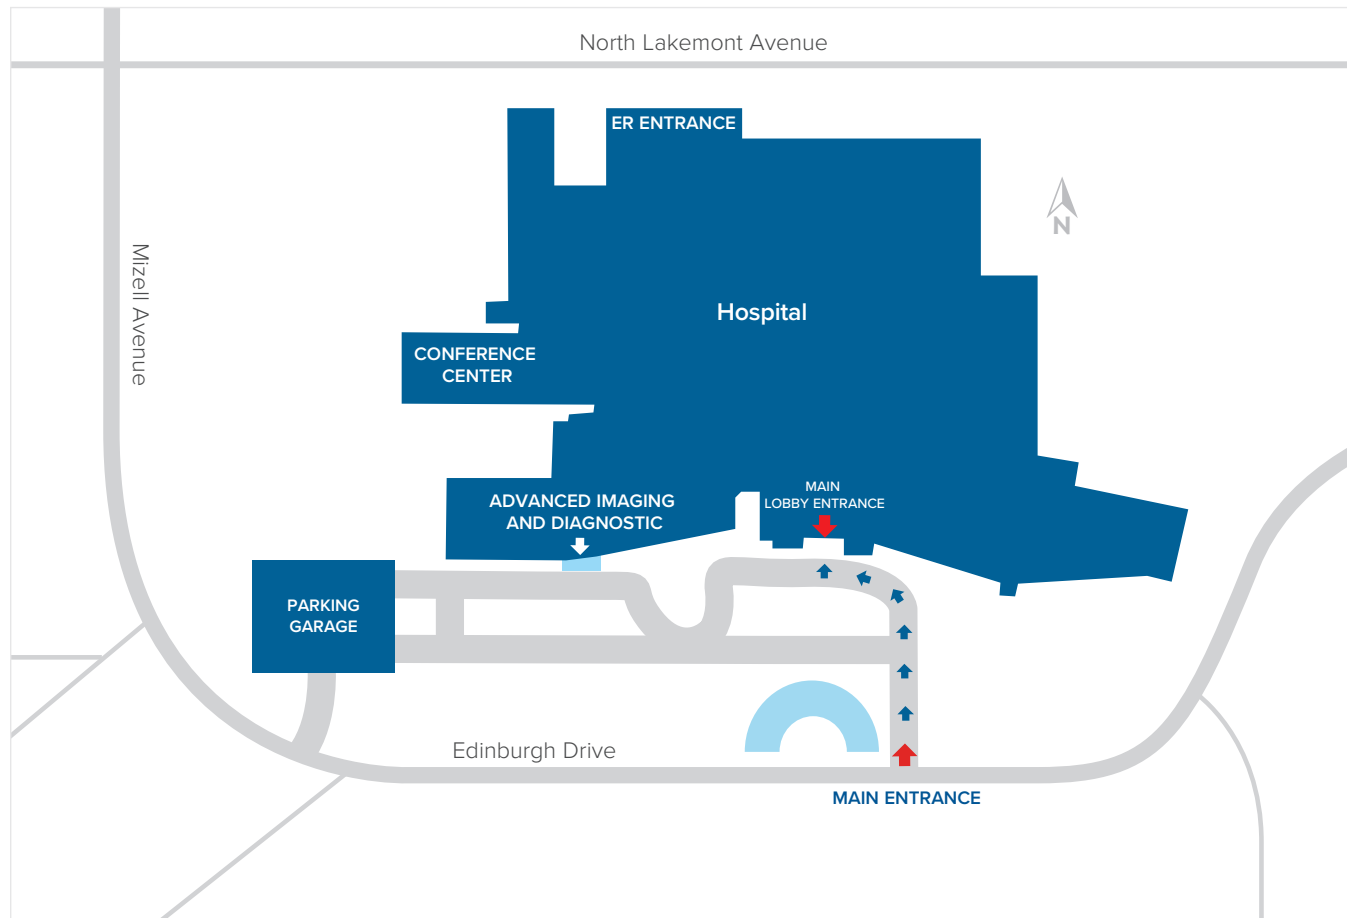 North Lakemont Avenue
ER ENTRANCE
N
Mizell Avenue
Hospital
CONFERENCE
CENTER
MAIN
LOBBY ENTRANCE
ADVANCED IMAGING
AND DIAGNOSTIC
PARKING
GARAGE
Edinburgh Drive
MAIN ENTRANCE